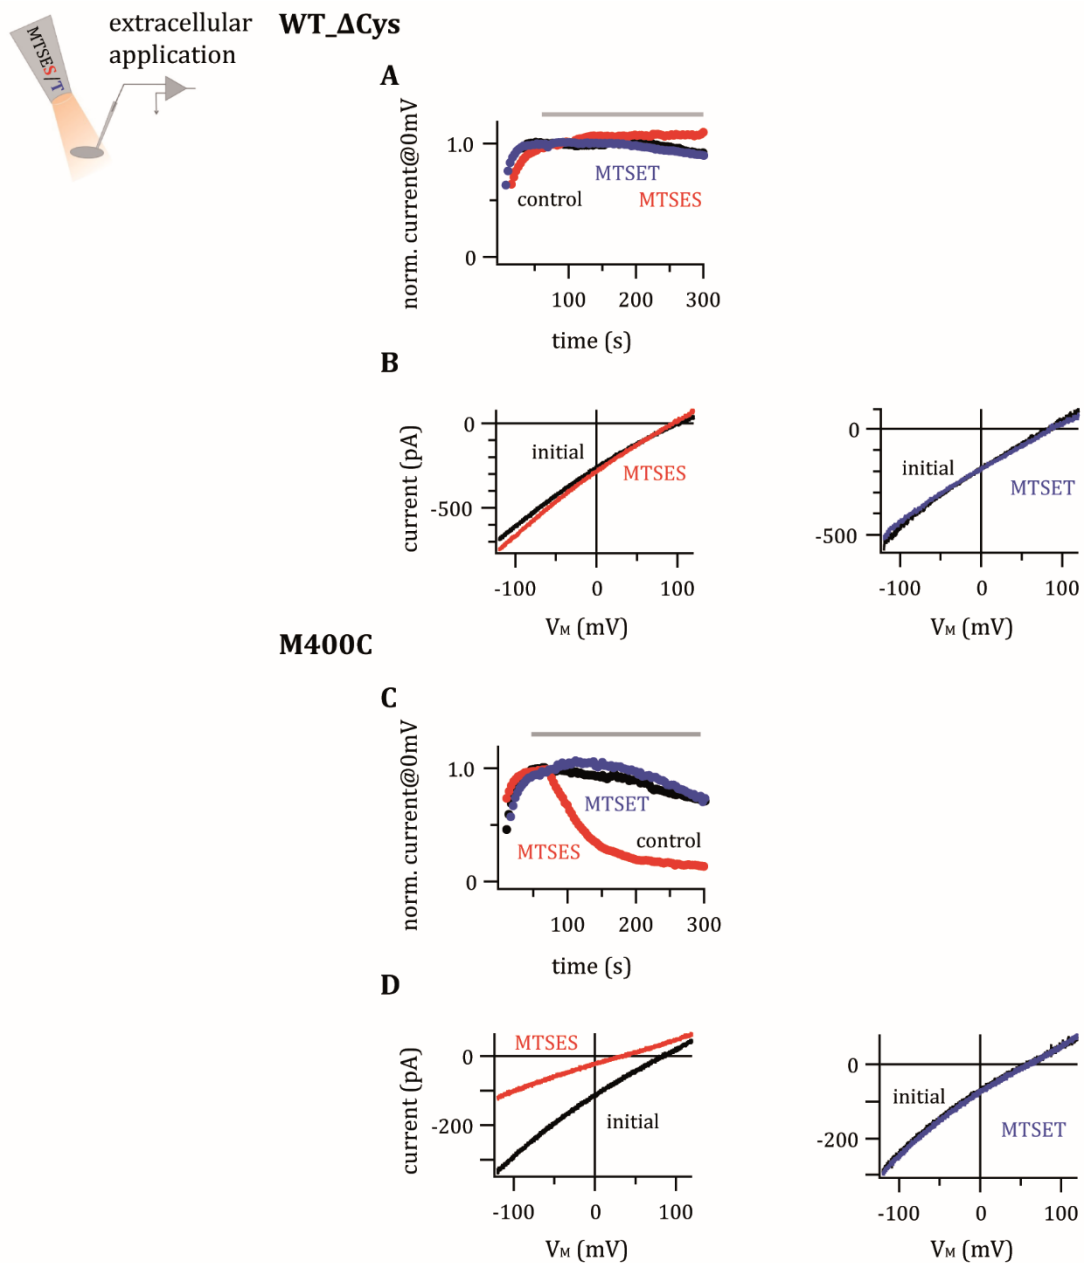 extracellular
application
MTSES/T
WT_ΔCys
A
norm. current@0mV
1.0
0
MTSET
control
MTSES
100 200 300
time (s)
B
current (pA)
0
-500
initial
MTSES
-100 0 100
VM (mV)
0
-500
initial
MTSET
-100 0 100
VM (mV)
M400C
C
norm. current@0mV
1.0
0
MTSET
control
MTSES
100 200 300
time (s)
D
current (pA)
0
-200
MTSES
initial
-100 0 100
VM (mV)
0
-200
initial
MTSET
-100 0 100
VM (mV)